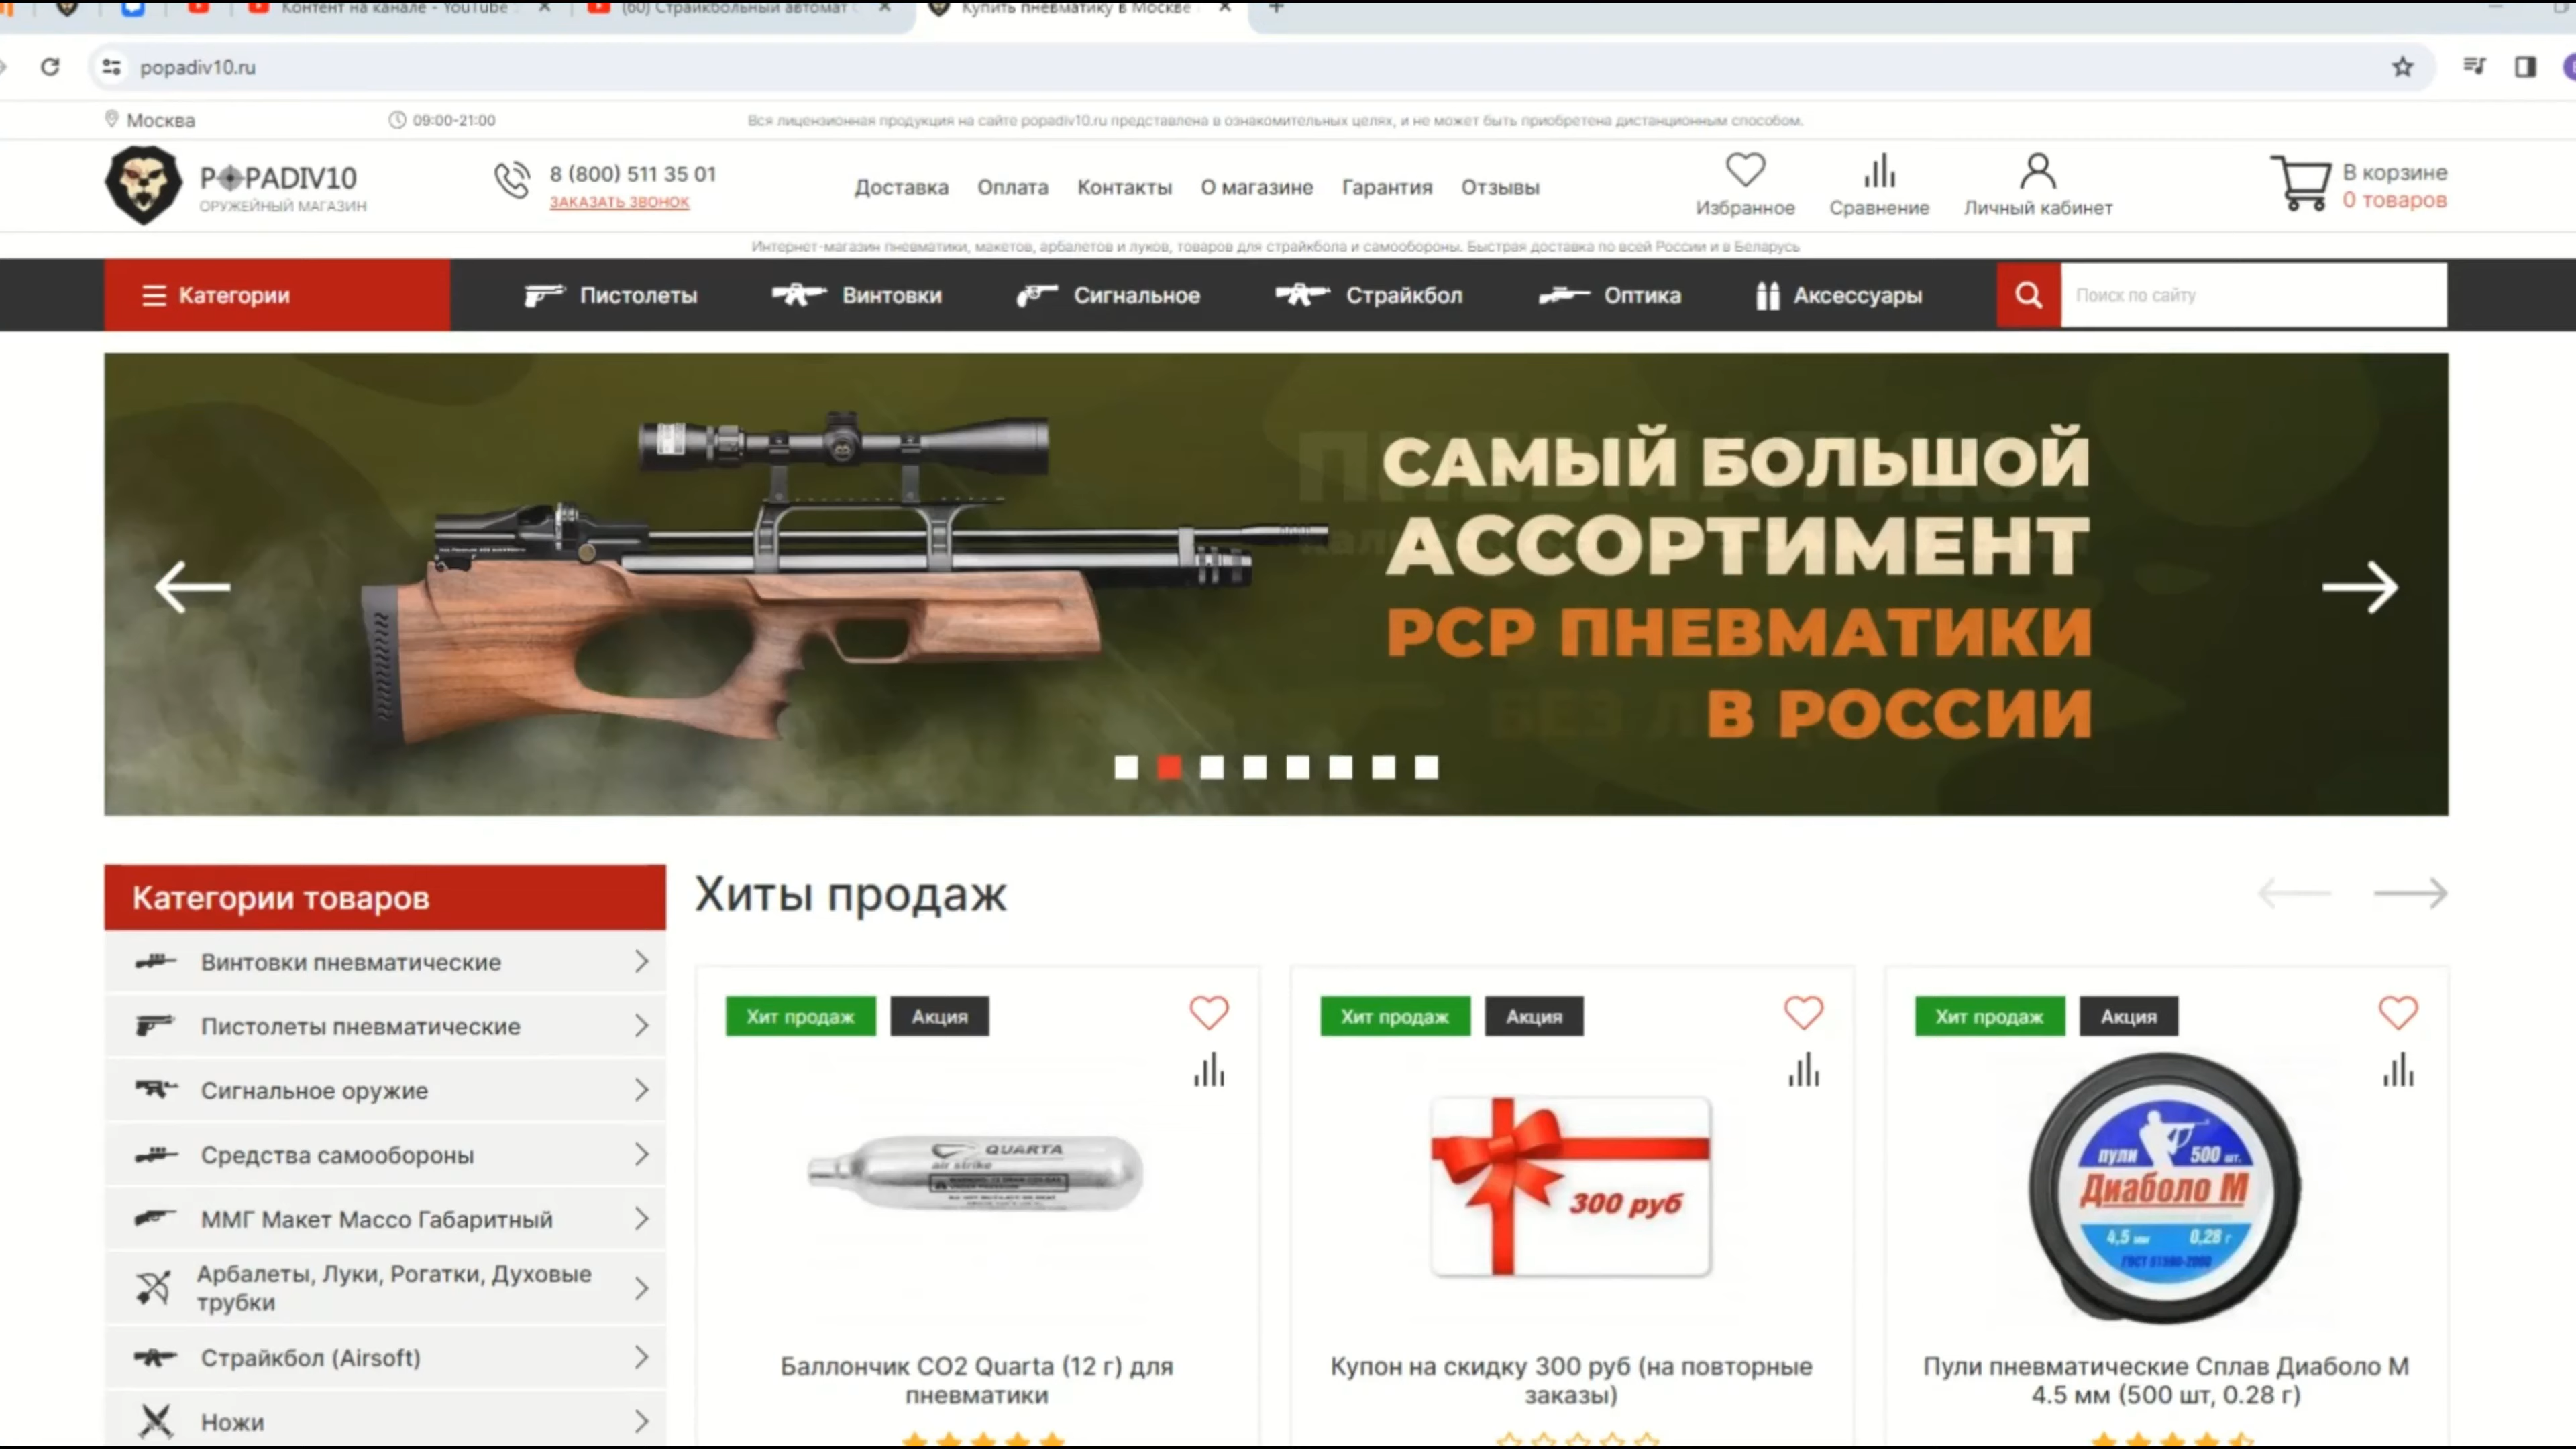 Контент на канале - YouTube
(60) Страйкбольный автомат
Купить пневматику в Москве
popadiv10.ru
Москва
09:00-21:00
Вся лицензионная продукция на сайте popadiv10.ru представлена в ознакомительных целях, и не может быть приобретена дистанционным способом.
POPADIV10
ОРУЖЕЙНЫЙ МАГАЗИН
8 (800) 511 35 01
ЗАКАЗАТЬ ЗВОНОК
Доставка Оплата Контакты О магазине Гарантия Отзывы
Избранное Сравнение Личный кабинет
В корзине
0 товаров
Интернет-магазин пневматики, макетов, арбалетов и луков, товаров для страйкбола и самообороны. Быстрая доставка по всей России и в Беларусь
Категории Пистолеты Винтовки Сигнальное Страйкбол Оптика Аксессуары Поиск по сайту
САМЫЙ БОЛЬШОЙ
АССОРТИМЕНТ
PCP ПНЕВМАТИКИ
В РОССИИ
Категории товаров
Винтовки пневматические
Пистолеты пневматические
Сигнальное оружие
Средства самообороны
ММГ Макет Массо Габаритный
Арбалеты, Луки, Рогатки, Духовые
трубки
Страйкбол (Airsoft)
Ножи
Хиты продаж
Хит продаж Акция
QUARTA
air strike
Баллончик CO2 Quarta (12 г) для
пневматики
Хит продаж Акция
300 руб
Купон на скидку 300 руб (на повторные
заказы)
Хит продаж Акция
пули 500 шт.
Диаболо М
4,5 мм 0,28 г
Пули пневматические Сплав Диаболо М
4.5 мм (500 шт, 0.28 г)